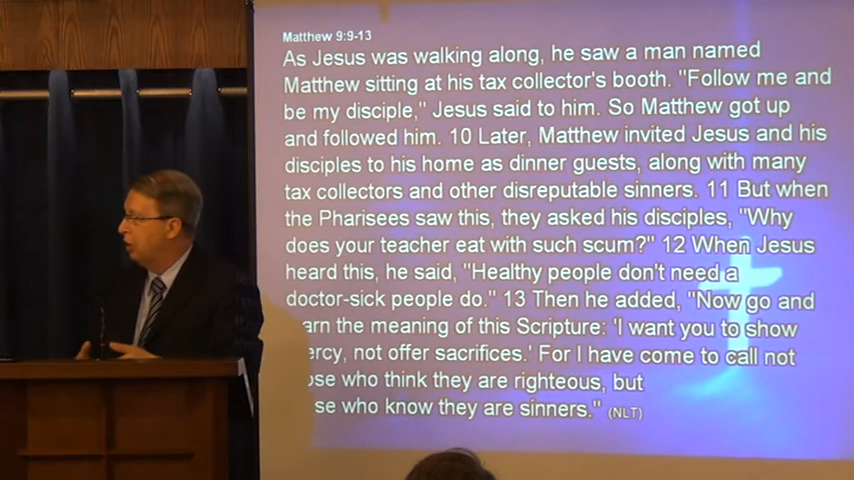 Matthew 9:9-13
As Jesus was walking along, he saw a man named
Matthew sitting at his tax collector's booth. "Follow me and
be my disciple," Jesus said to him. So Matthew got up
and followed him. 10 Later, Matthew invited Jesus and his
disciples to his home as dinner guests, along with many
tax collectors and other disreputable sinners. 11 But when
the Pharisees saw this, they asked his disciples, "Why
does your teacher eat with such scum?" 12 When Jesus
heard this, he said, "Healthy people don't need a
doctor-sick people do." 13 Then he added, "Now go and
arn the meaning of this Scripture: 'I want you to show
ercy, not offer sacrifices.' For I have come to call not
ose who think they are righteous, but
se who know they are sinners." (NLT)